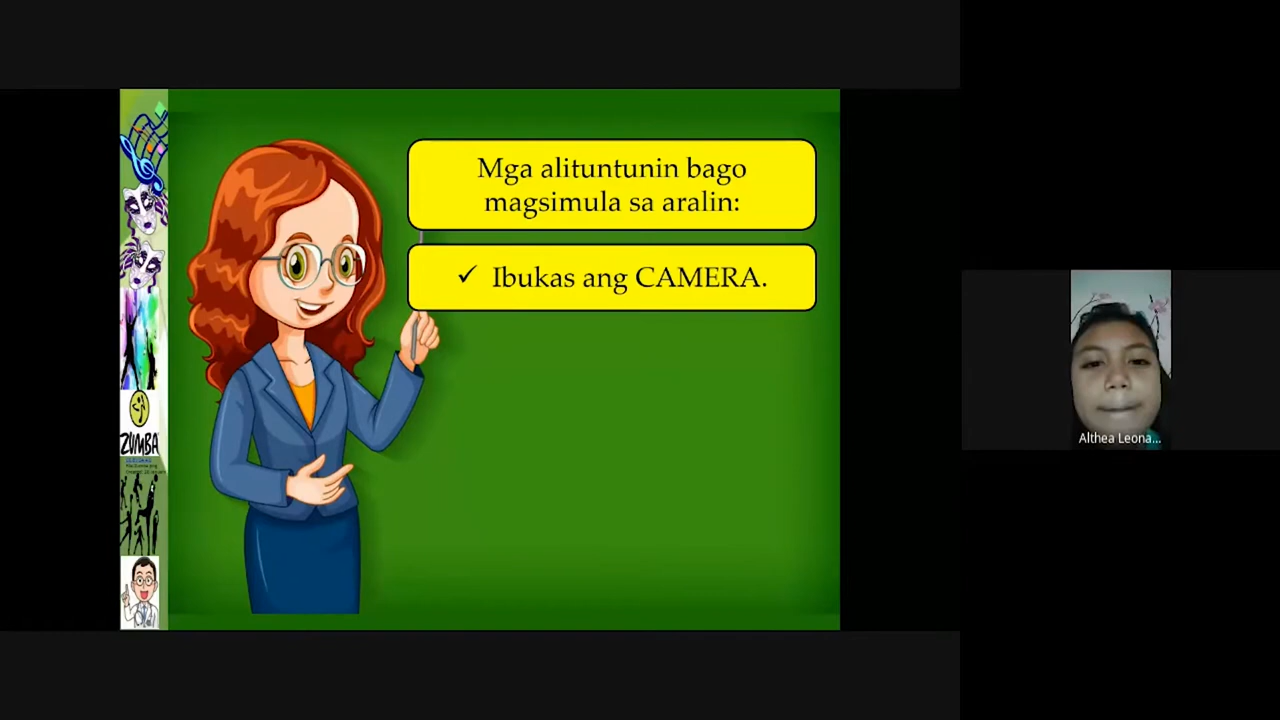 Mga alituntunin bago
magsimula sa aralin:
✓ Ibukas ang CAMERA.
ZUMBA
Althea Leona...